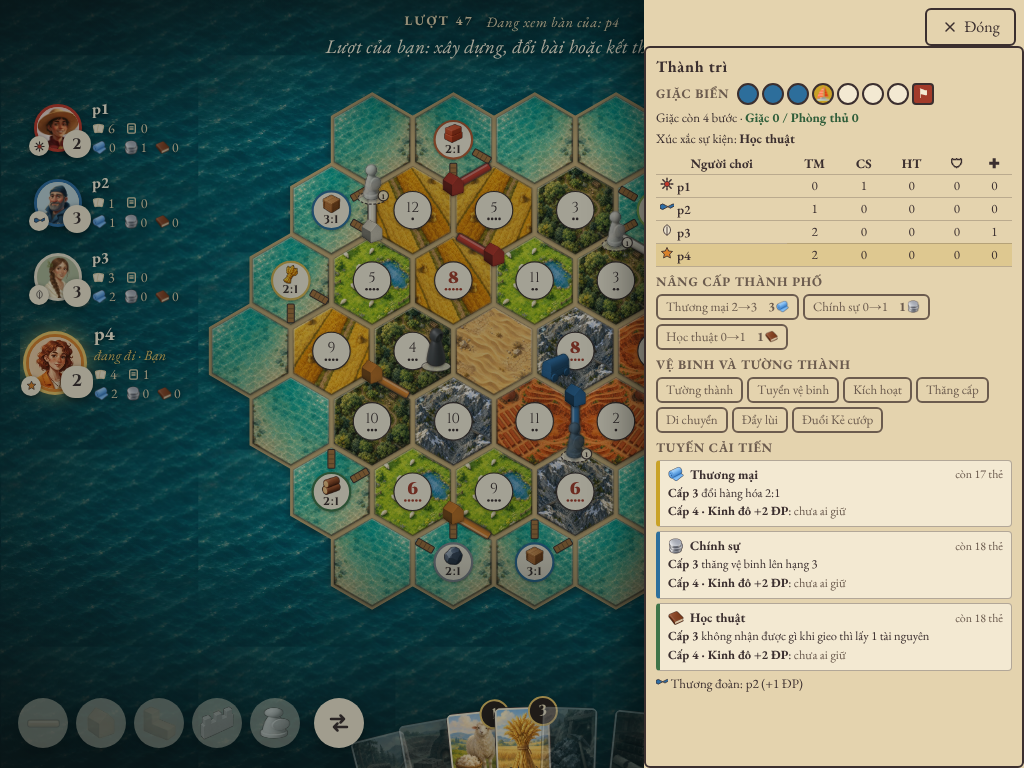 LƯỢT 47 Đang xem bàn của: p4
Lượt của bạn: xây dựng, đổi bài hoặc kết th
p1
2
6 0
0 1 0
p2
3
1 0
1 0 0
p3
3
3 0
2 0 0
p4
đang đi · Bạn
2
4 1
2 0 0
2:1
3:1
12
5
3
1
1
2:1
5
8
11
3
9
4
8
10
10
11
2
1
2:1
6
9
6
2:1
3:1
3
Đóng
Thành trì
GIẶC BIỂN
Giặc còn 4 bước · Giặc 0 / Phòng thủ 0
Xúc xắc sự kiện: Học thuật
Người chơi TM CS HT
p1 0 1 0 0 0
p2 1 0 0 0 0
p3 2 0 0 0 1
p4 2 0 0 0 0
NÂNG CẤP THÀNH PHỐ
Thương mại 2→3 3
Chính sự 0→1 1
Học thuật 0→1 1
VỆ BINH VÀ TƯỜNG THÀNH
Tường thành Tuyển vệ binh Kích hoạt Thăng cấp
Di chuyển Đẩy lùi Đuổi Kẻ cướp
TUYẾN CẢI TIẾN
Thương mại còn 17 thẻ
Cấp 3 đổi hàng hóa 2:1
Cấp 4 · Kinh đô +2 ĐP: chưa ai giữ
Chính sự còn 18 thẻ
Cấp 3 thăng vệ binh lên hạng 3
Cấp 4 · Kinh đô +2 ĐP: chưa ai giữ
Học thuật còn 18 thẻ
Cấp 3 không nhận được gì khi gieo thì lấy 1 tài nguyên
Cấp 4 · Kinh đô +2 ĐP: chưa ai giữ
Thương đoàn: p2 (+1 ĐP)